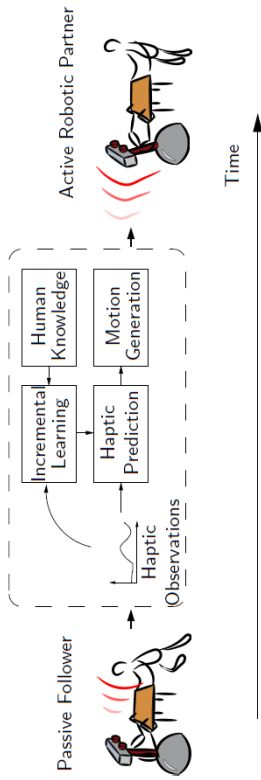 Passive Follower
Haptic
Observations
Incremental
Learning
Human
Knowledge
Haptic
Prediction
Motion
Generation
Active Robotic Partner
Time